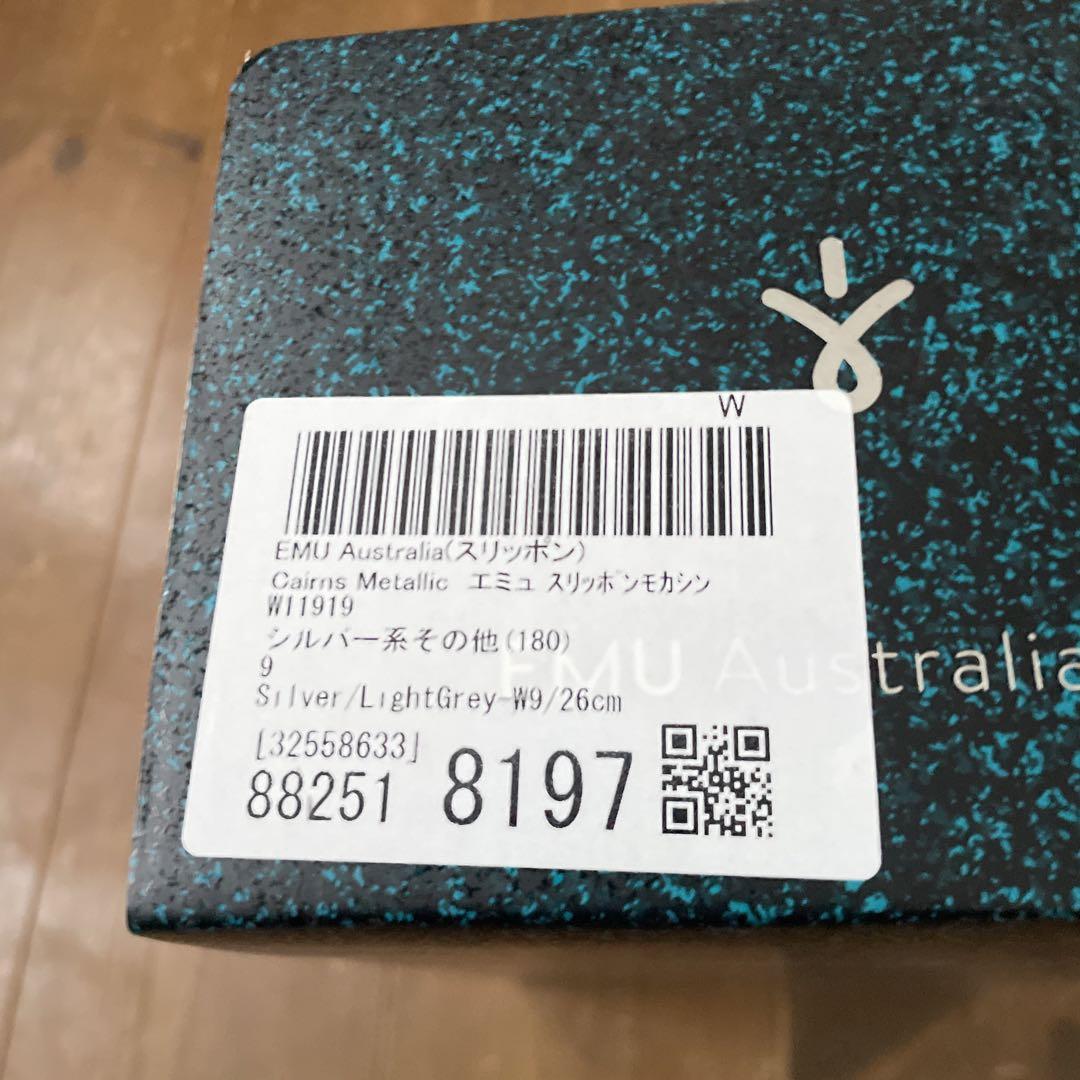 W
EMU Australia(スリッポン)
Cairns Metallic エミュ スリッポンモカシン
WI1919
シルバー系その他(180)
9
Silver/LightGrey-W9/26cm
[32558633]
88251 8197
EMU Australia